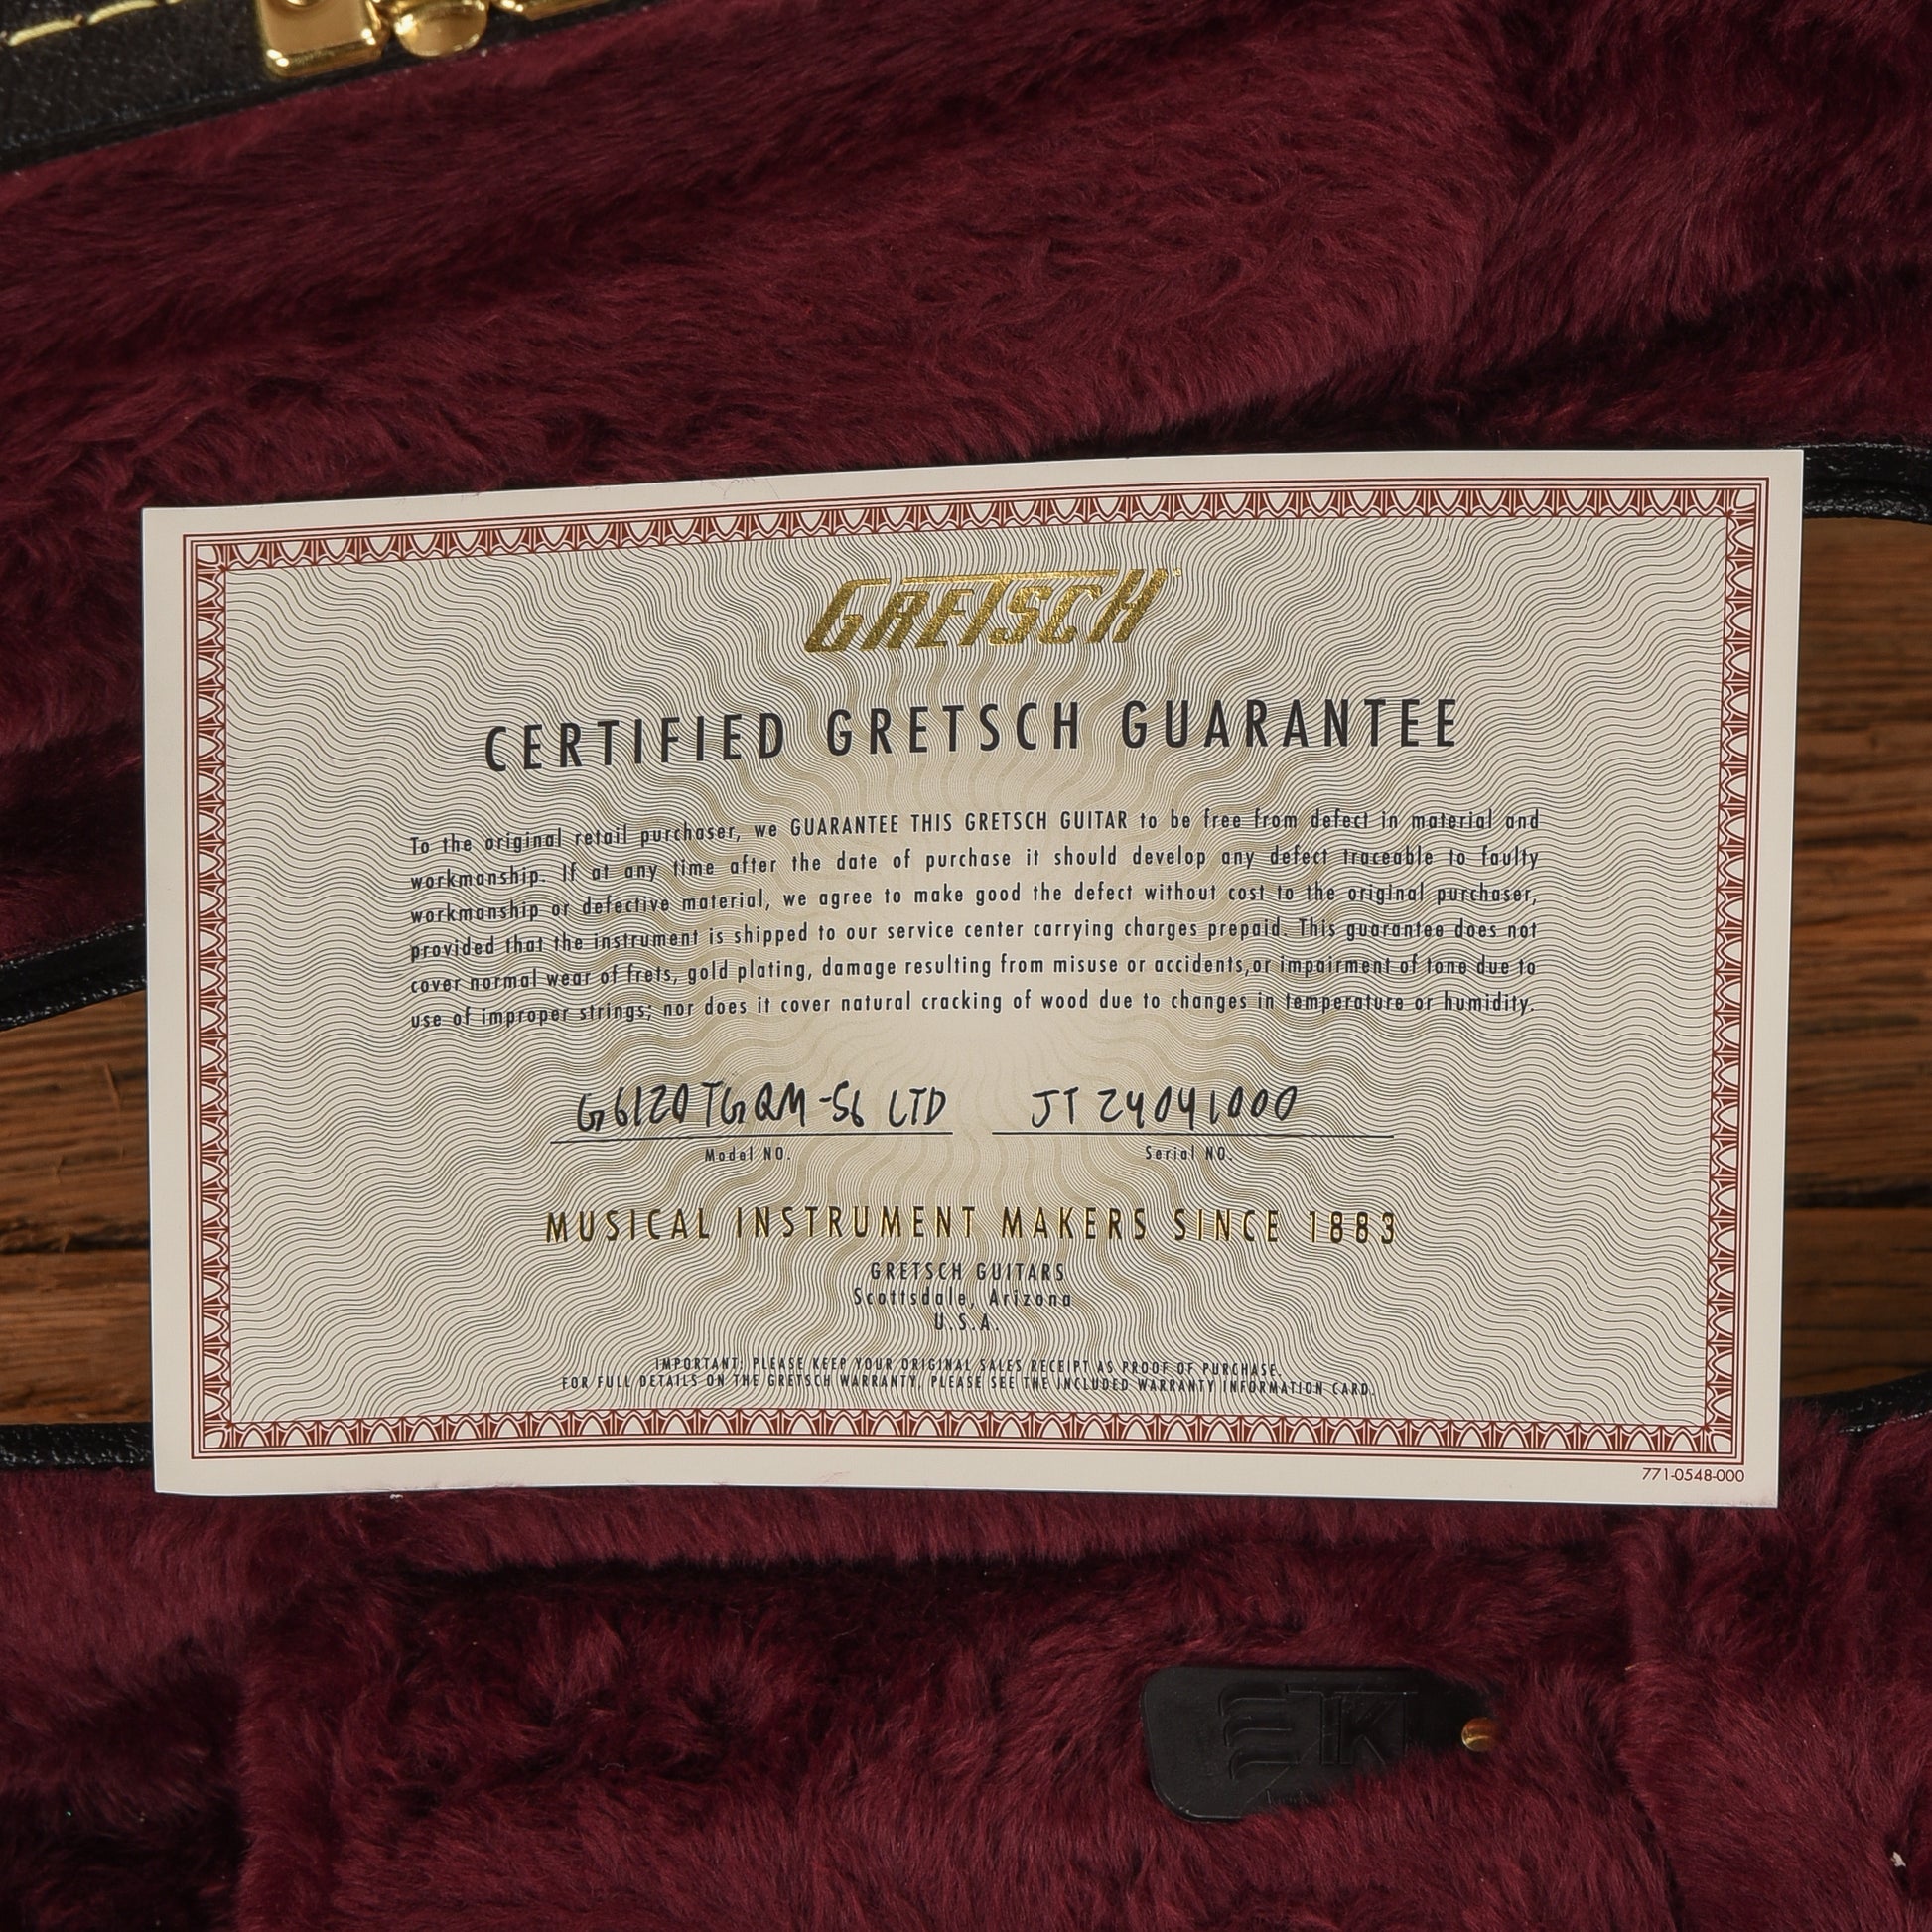 GRETSCH™
CERTIFIED GRETSCH GUARANTEE
To the original retail purchaser, we GUARANTEE THIS GRETSCH GUITAR to be free from defect in material and
workmanship. If at any time after the date of purchase it should develop any defect traceable to faulty
workmanship or defective material, we agree to make good the defect without cost to the original purchaser,
provided that the instrument is shipped to our service center carrying charges prepaid. This guarantee does not
cover normal wear of frets, gold plating, damage resulting from misuse or accidents,or impairment of tone due to
use of improper strings; nor does it cover natural cracking of wood due to changes in temperature or humidity.
G6120TGQM-56 LTD JT24041000
Model NO. Serial NO.
MUSICAL INSTRUMENT MAKERS SINCE 1883
GRETSCH GUITARS
Scottsdale, Arizona
U.S.A.
IMPORTANT: PLEASE KEEP YOUR ORIGINAL SALES RECEIPT AS PROOF OF PURCHASE.
FOR FULL DETAILS ON THE GRETSCH WARRANTY, PLEASE SEE THE INCLUDED WARRANTY INFORMATION CARD.
771-0548-000